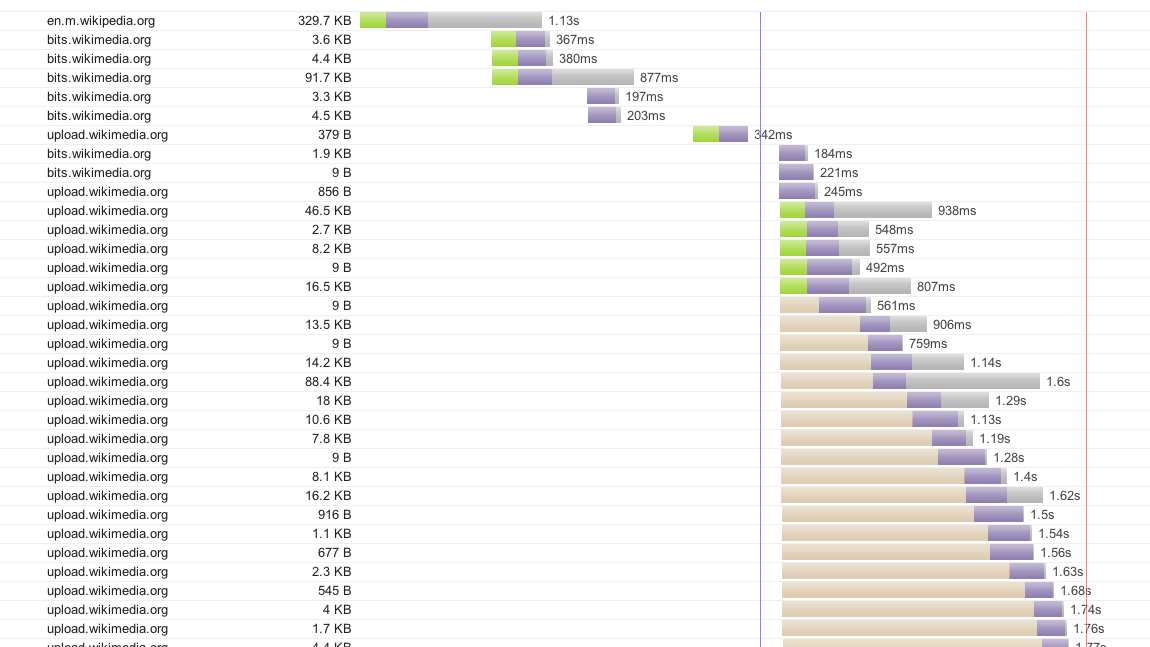 en.m.wikipedia.org 329.7 KB 1.13s
bits.wikimedia.org 3.6 KB 367ms
bits.wikimedia.org 4.4 KB 380ms
bits.wikimedia.org 91.7 KB 877ms
bits.wikimedia.org 3.3 KB 197ms
bits.wikimedia.org 4.5 KB 203ms
upload.wikimedia.org 379 B 342ms
bits.wikimedia.org 1.9 KB 184ms
bits.wikimedia.org 9 B 221ms
upload.wikimedia.org 856 B 245ms
upload.wikimedia.org 46.5 KB 938ms
upload.wikimedia.org 2.7 KB 548ms
upload.wikimedia.org 8.2 KB 557ms
upload.wikimedia.org 9 B 492ms
upload.wikimedia.org 16.5 KB 807ms
upload.wikimedia.org 9 B 561ms
upload.wikimedia.org 13.5 KB 906ms
upload.wikimedia.org 9 B 759ms
upload.wikimedia.org 14.2 KB 1.14s
upload.wikimedia.org 88.4 KB 1.6s
upload.wikimedia.org 18 KB 1.29s
upload.wikimedia.org 10.6 KB 1.13s
upload.wikimedia.org 7.8 KB 1.19s
upload.wikimedia.org 9 B 1.28s
upload.wikimedia.org 8.1 KB 1.4s
upload.wikimedia.org 16.2 KB 1.62s
upload.wikimedia.org 916 B 1.5s
upload.wikimedia.org 1.1 KB 1.54s
upload.wikimedia.org 677 B 1.56s
upload.wikimedia.org 2.3 KB 1.63s
upload.wikimedia.org 545 B 1.68s
upload.wikimedia.org 4 KB 1.74s
upload.wikimedia.org 1.7 KB 1.76s
upload.wikimedia.org 4.4 KB 1.77s